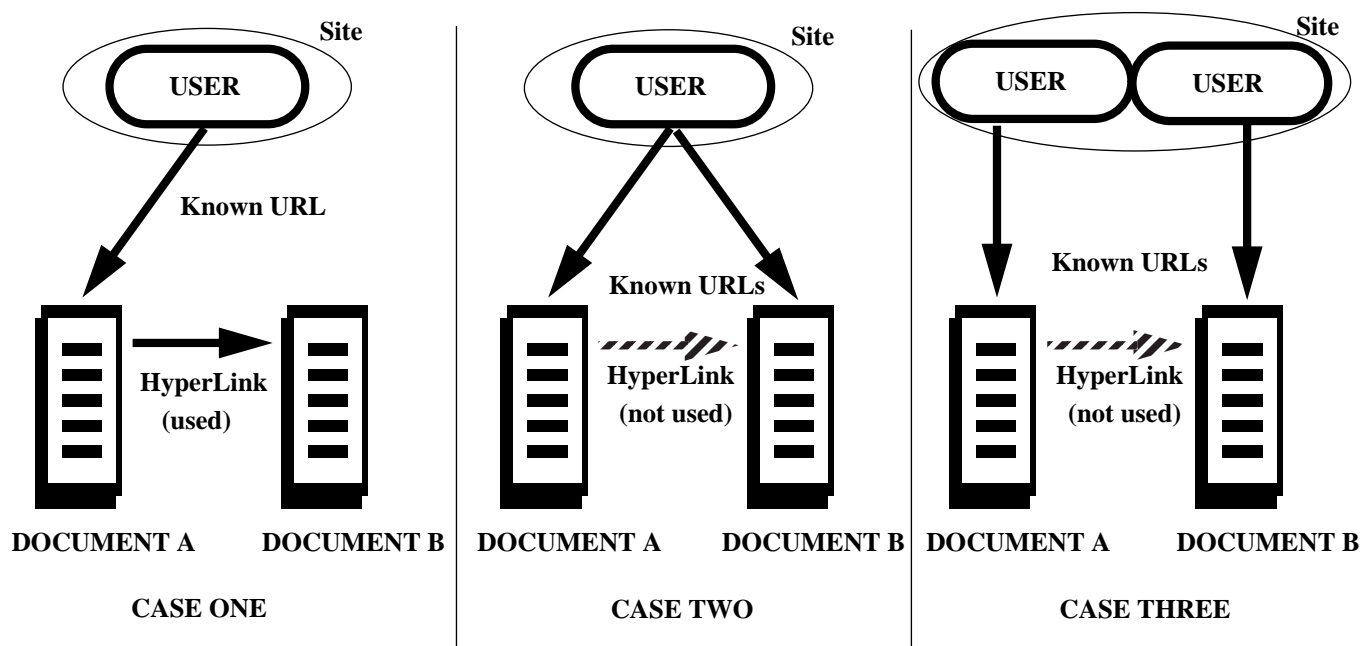 Site
USER
Known URL
HyperLink
(used)
DOCUMENT A
DOCUMENT B
CASE ONE
Site
USER
Known URLs
HyperLink
(not used)
DOCUMENT A
DOCUMENT B
CASE TWO
Site
USER
USER
Known URLs
HyperLink
(not used)
DOCUMENT A
DOCUMENT B
CASE THREE